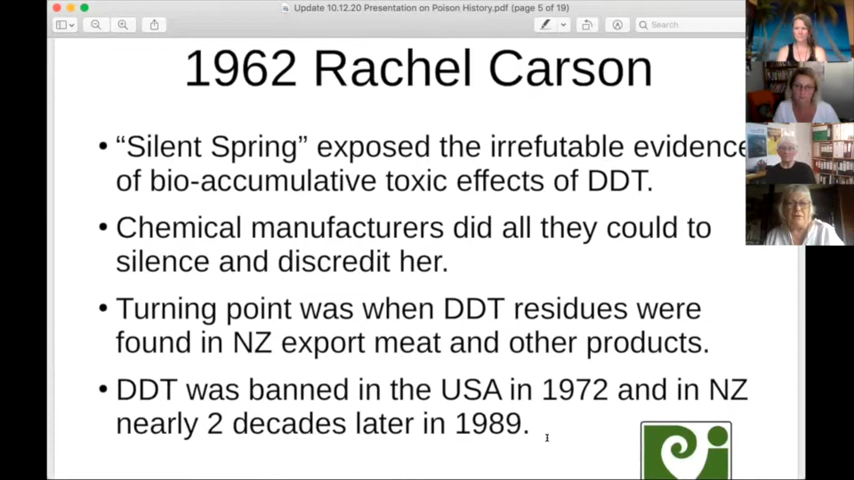 Update 10.12.20 Presentation on Poison History.pdf (page 5 of 19)
Search
1962 Rachel Carson
• “Silent Spring” exposed the irrefutable evidence
of bio-accumulative toxic effects of DDT.
• Chemical manufacturers did all they could to
silence and discredit her.
• Turning point was when DDT residues were
found in NZ export meat and other products.
• DDT was banned in the USA in 1972 and in NZ
nearly 2 decades later in 1989.